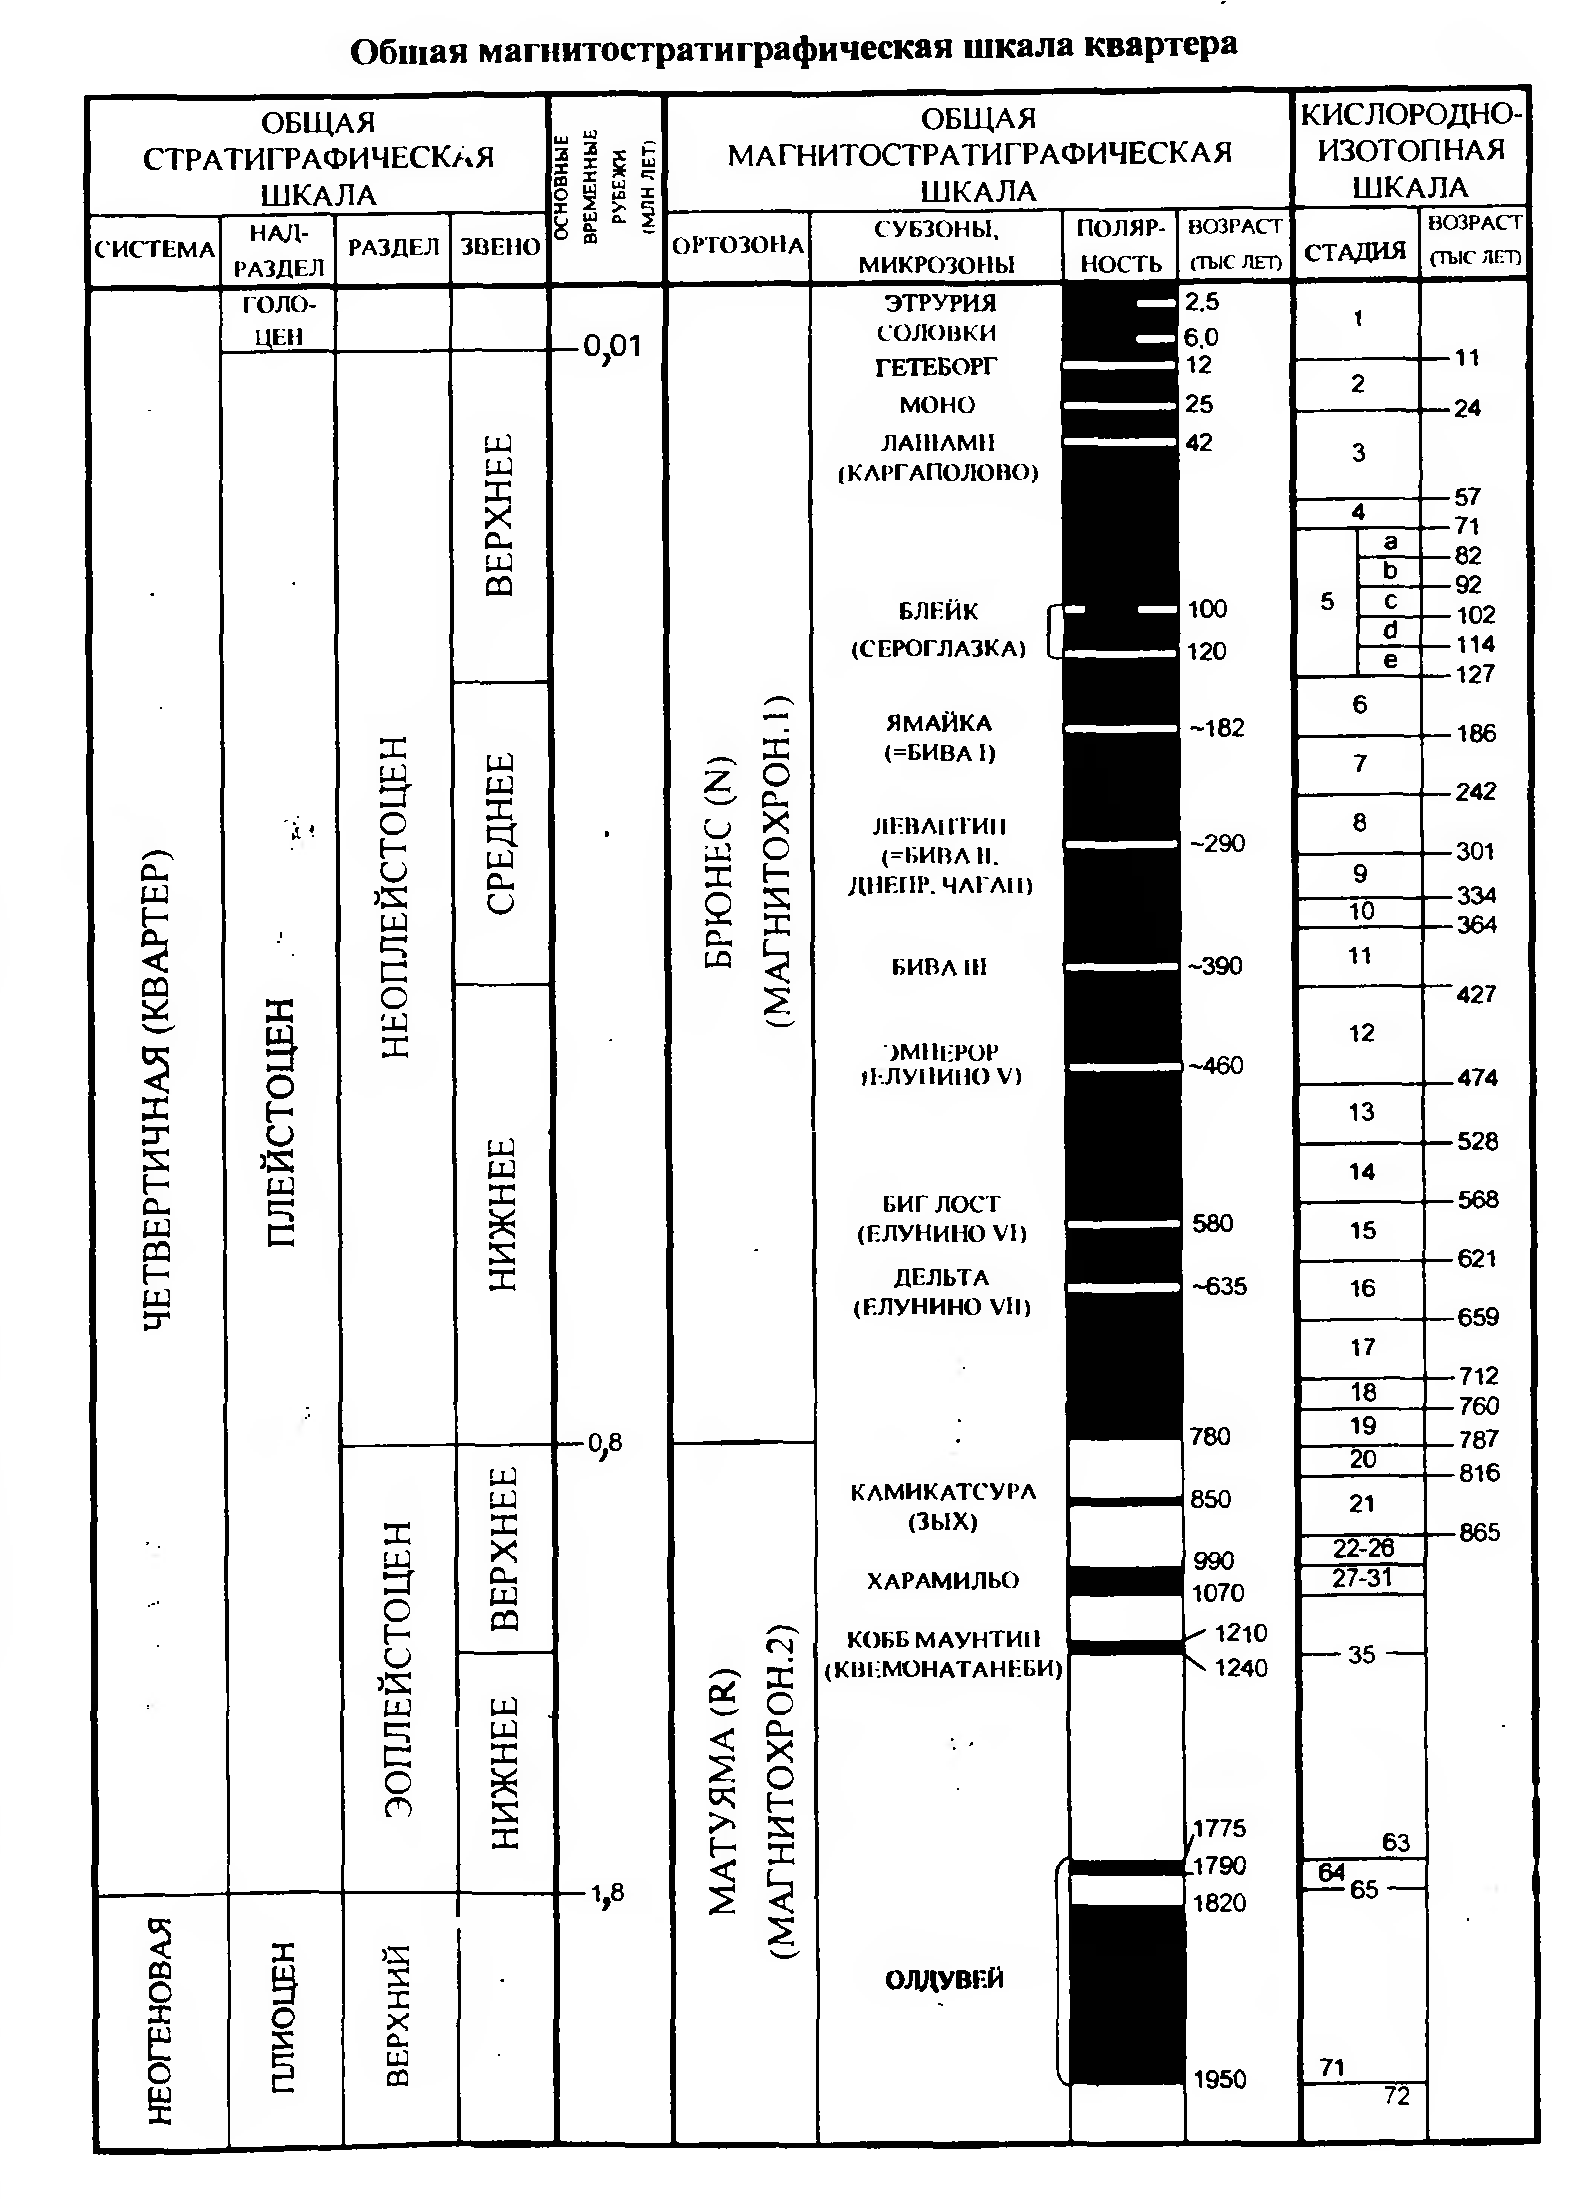 Общая магнитостратиграфическая шкала квартера
ОБЩАЯ
СТРАТИГРАФИЧЕСКАЯ
ШКАЛА
ОСНОВНЫЕ
ВРЕМЕННЫЕ
РУБЕЖИ
(МЛН ЛЕТ)
ОБЩАЯ
МАГНИТОСТРАТИГРАФИЧЕСКАЯ
ШКАЛА
КИСЛОРОДНО-
ИЗОТОПНАЯ
ШКАЛА
СИСТЕМА
НАД-
РАЗДЕЛ
РАЗДЕЛ
ЗВЕНО
ОРТОЗОНА
СУБЗОНЫ,
МИКРОЗОНЫ
ПОЛЯР-
НОСТЬ
ВОЗРАСТ
(ТЫС ЛЕТ)
СТАДИЯ
ВОЗРАСТ
(ТЫС ЛЕТ)
ЧЕТВЕРТИЧНАЯ (КВАРТЕР)
НЕОГЕНОВАЯ
ГОЛО-
ЦЕН
ПЛЕЙСТОЦЕН
ПЛИОЦЕН
НЕОПЛЕЙСТОЦЕН
ЭОПЛЕЙСТОЦЕН
ВЕРХНИЙ
ВЕРХНЕЕ
СРЕДНЕЕ
НИЖНЕЕ
ВЕРХНЕЕ
НИЖНЕЕ
0,01
0,8
1,8
БРЮНЕС (N)
(МАГНИТОХРОН.1)
МАТУЯМА (R)
(МАГНИТОХРОН.2)
ЭТРУРИЯ
СОЛОВКИ
ГЕТЕБОРГ
МОНО
ЛАШАМП
(КАРГАПОЛОВО)
БЛЕЙК
(СЕРОГЛАЗКА)
ЯМАЙКА
(=БИВА I)
ЛЕВАНТИН
(=БИВА II.
ДНЕПР. ЧАГАН)
БИВА III
ЭМПЕРОР
(ЕЛУНИНО V)
БИГ ЛОСТ
(ЕЛУНИНО VI)
ДЕЛЬТА
(ЕЛУНИНО VII)
КАМИКАТСУРА
(ЗЫХ)
ХАРАМИЛЬО
КОББ МАУНТИН
(КВЕМОНАТАНЕБИ)
ОЛДУВЕЙ
2,5
6,0
12
25
42
100
120
~182
~290
~390
~460
580
~635
780
850
990
1070
1210
1240
1775
1790
1820
1950
1
2
3
4
5
a
b
c
d
e
6
7
8
9
10
11
12
13
14
15
16
17
18
19
20
21
22-26
27-31
35
63
64
65
71
72
11
24
57
71
82
92
102
114
127
186
242
301
334
364
427
474
528
568
621
659
712
760
787
816
865